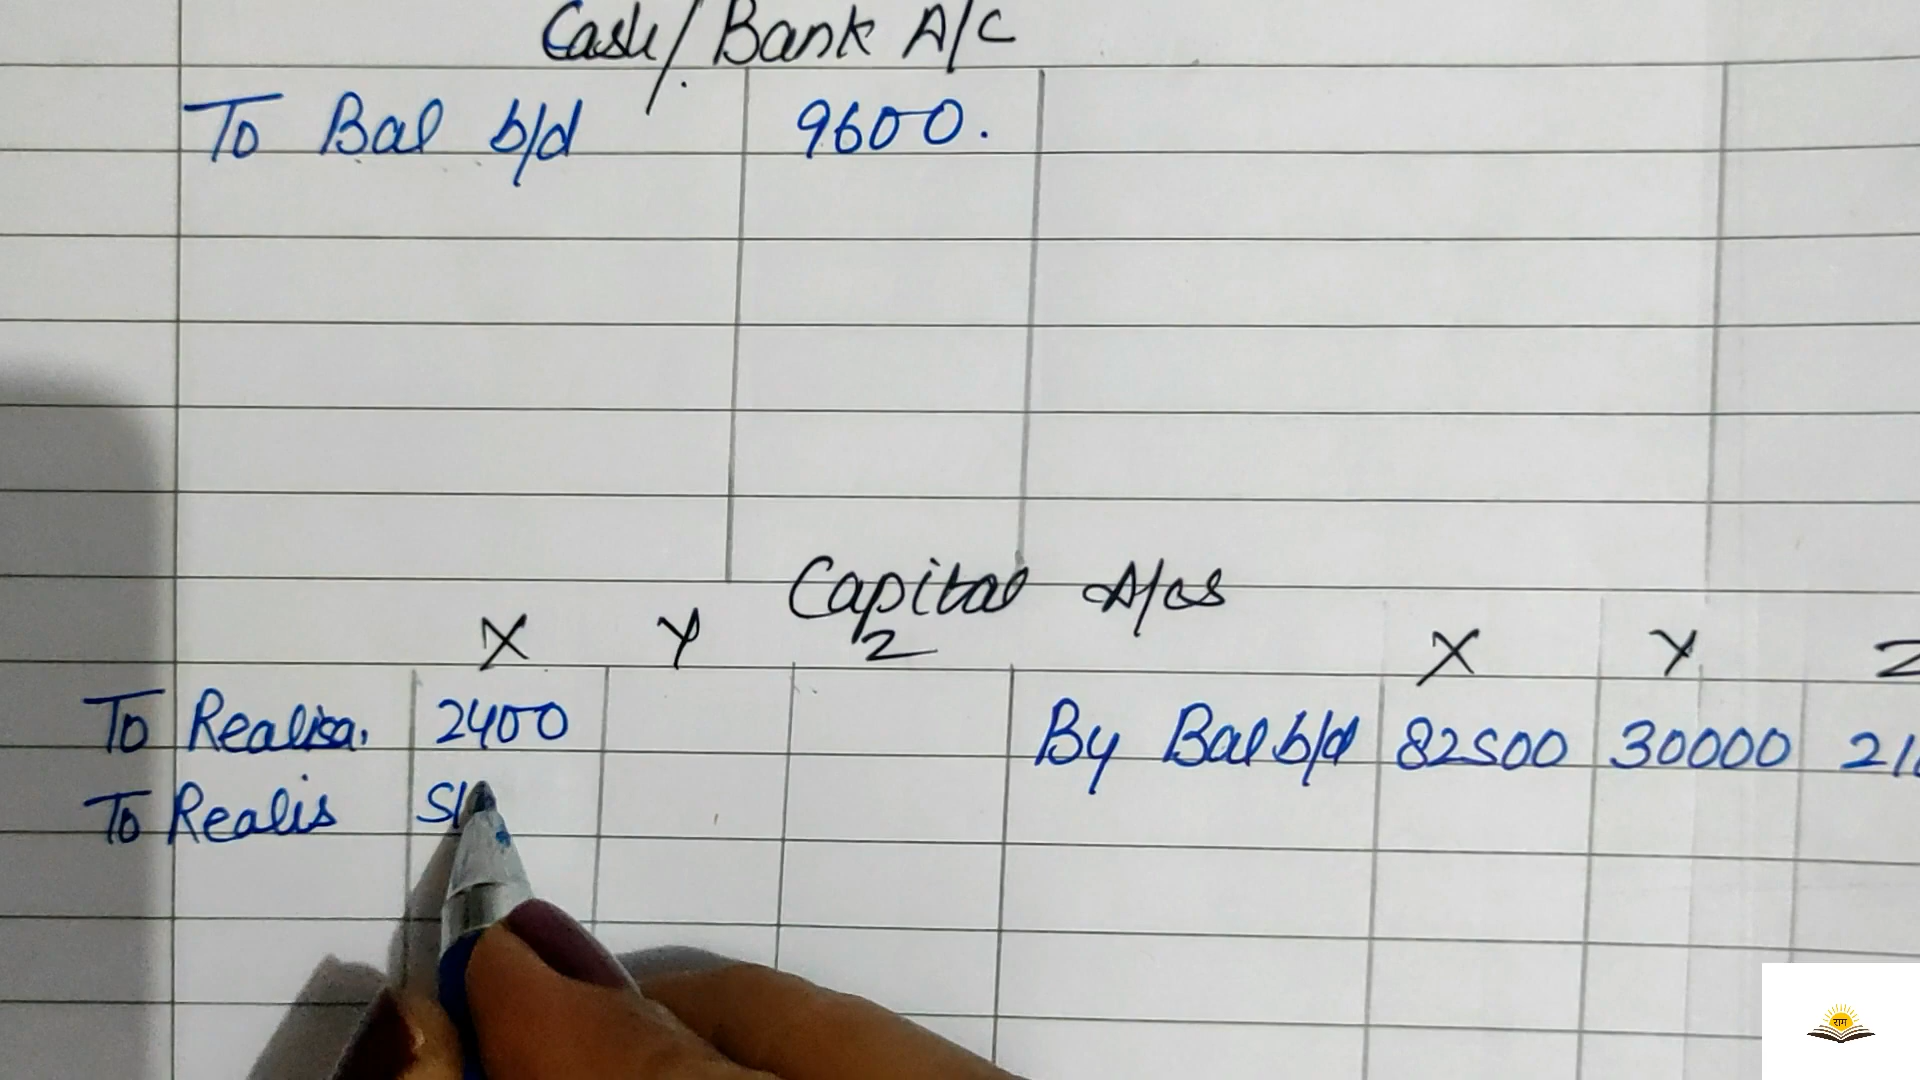 Cash/Bank A/C
To Bal b/d 9600.
Capital A/cs
X Y Z X Y Z
To Realisa. 2400 By Bal b/d 82500 30000
To Realis
राग